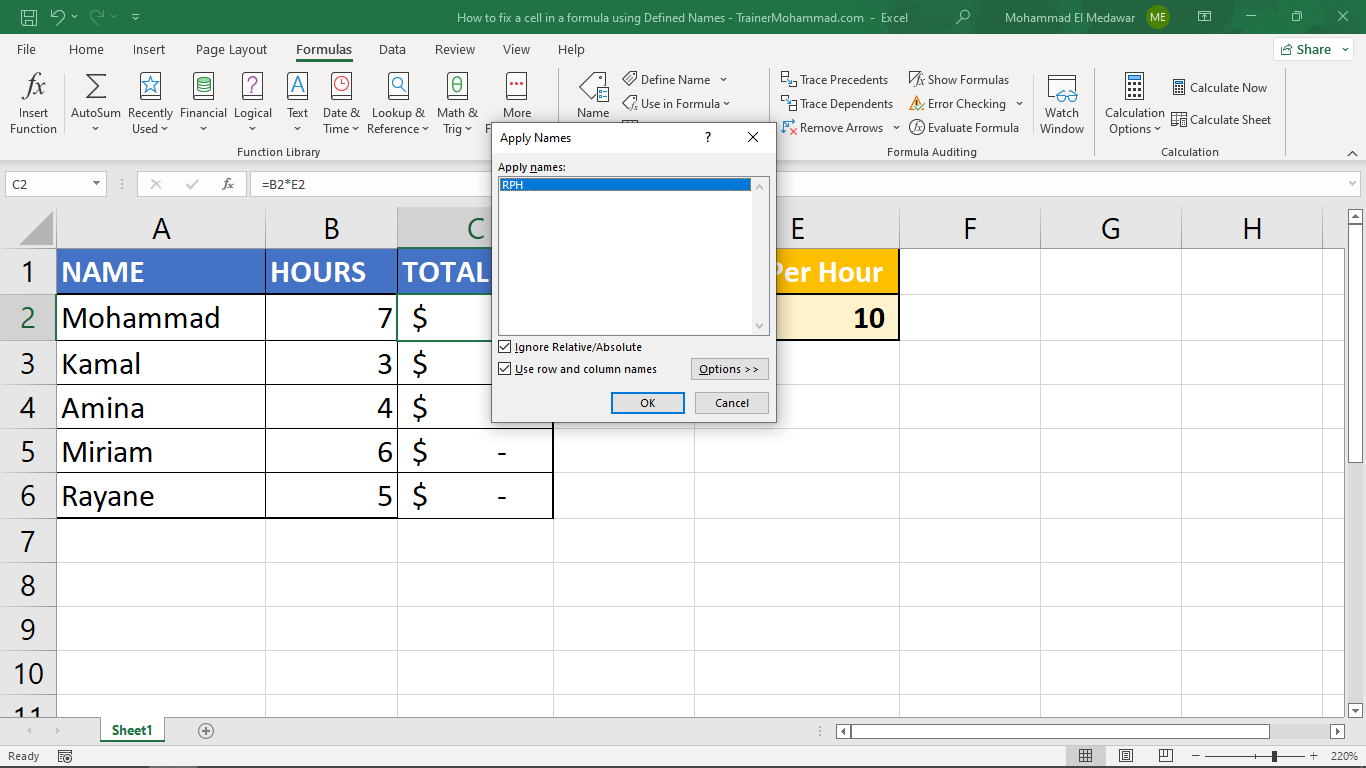 How to fix a cell in a formula using Defined Names - TrainerMohammad.com - Excel
Mohammad El Medawar ME
File Home Insert Page Layout Formulas Data Review View Help Share
fx Insert Function
Σ AutoSum
Recently Used
Financial
Logical
Text
Date & Time
Lookup & Reference
Math & Trig
More
Name
Define Name
Use in Formula
Trace Precedents
Trace Dependents
Remove Arrows
Show Formulas
Error Checking
Evaluate Formula
Watch Window
Calculation Options
Calculate Now
Calculate Sheet
Function Library
Formula Auditing
Calculation
C2 fx =B2*E2
Apply Names ?
Apply names:
RPH
Ignore Relative/Absolute
Use row and column names
Options >>
OK Cancel
A B C E F G H
1 NAME HOURS TOTAL Per Hour
2 Mohammad 7 $ 10
3 Kamal 3 $
4 Amina 4 $
5 Miriam 6 $ -
6 Rayane 5 $ -
7
8
9
10
11
Sheet1
Ready
220%